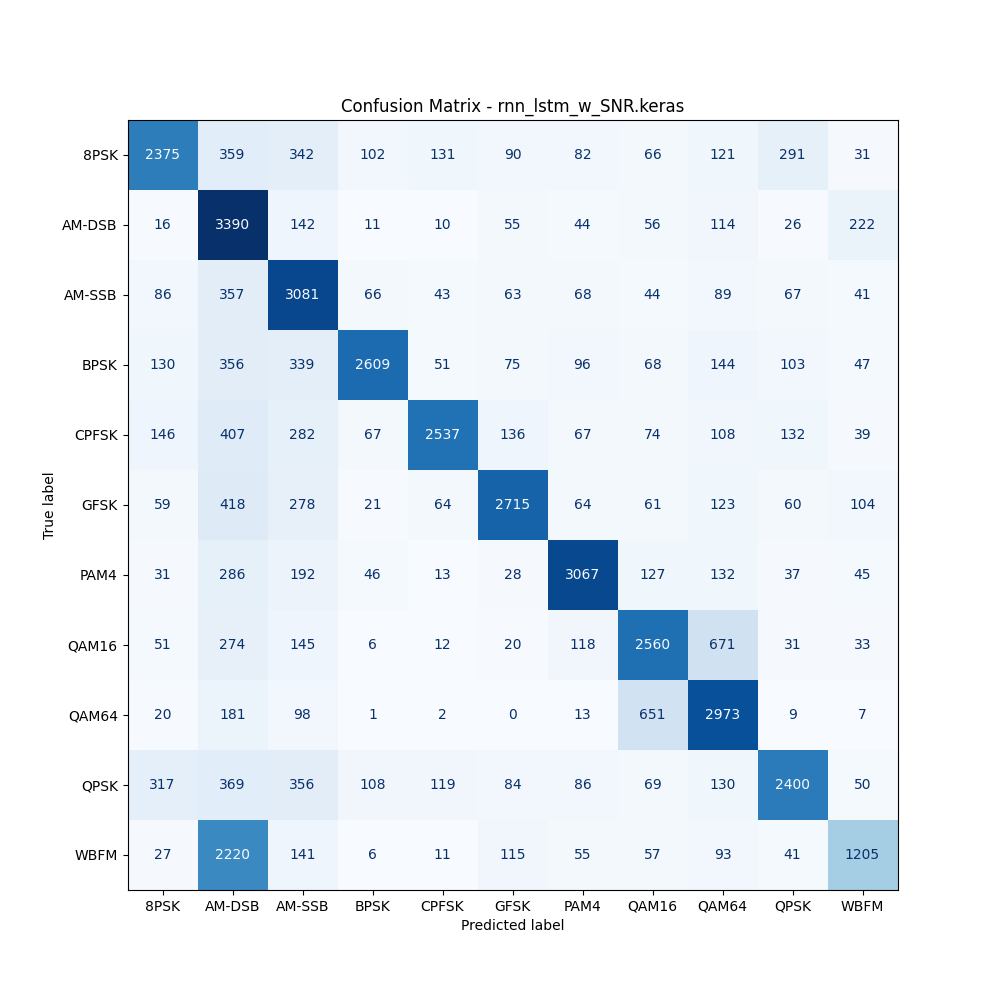 Confusion Matrix - rnn_lstm_w_SNR.keras
8PSK 2375 359 342 102 131 90 82 66 121 291 31
AM-DSB 16 3390 142 11 10 55 44 56 114 26 222
AM-SSB 86 357 3081 66 43 63 68 44 89 67 41
BPSK 130 356 339 2609 51 75 96 68 144 103 47
CPFSK 146 407 282 67 2537 136 67 74 108 132 39
GFSK 59 418 278 21 64 2715 64 61 123 60 104
PAM4 31 286 192 46 13 28 3067 127 132 37 45
QAM16 51 274 145 6 12 20 118 2560 671 31 33
QAM64 20 181 98 1 2 0 13 651 2973 9 7
QPSK 317 369 356 108 119 84 86 69 130 2400 50
WBFM 27 2220 141 6 11 115 55 57 93 41 1205
8PSK AM-DSB AM-SSB BPSK CPFSK GFSK PAM4 QAM16 QAM64 QPSK WBFM
Predicted label
True label